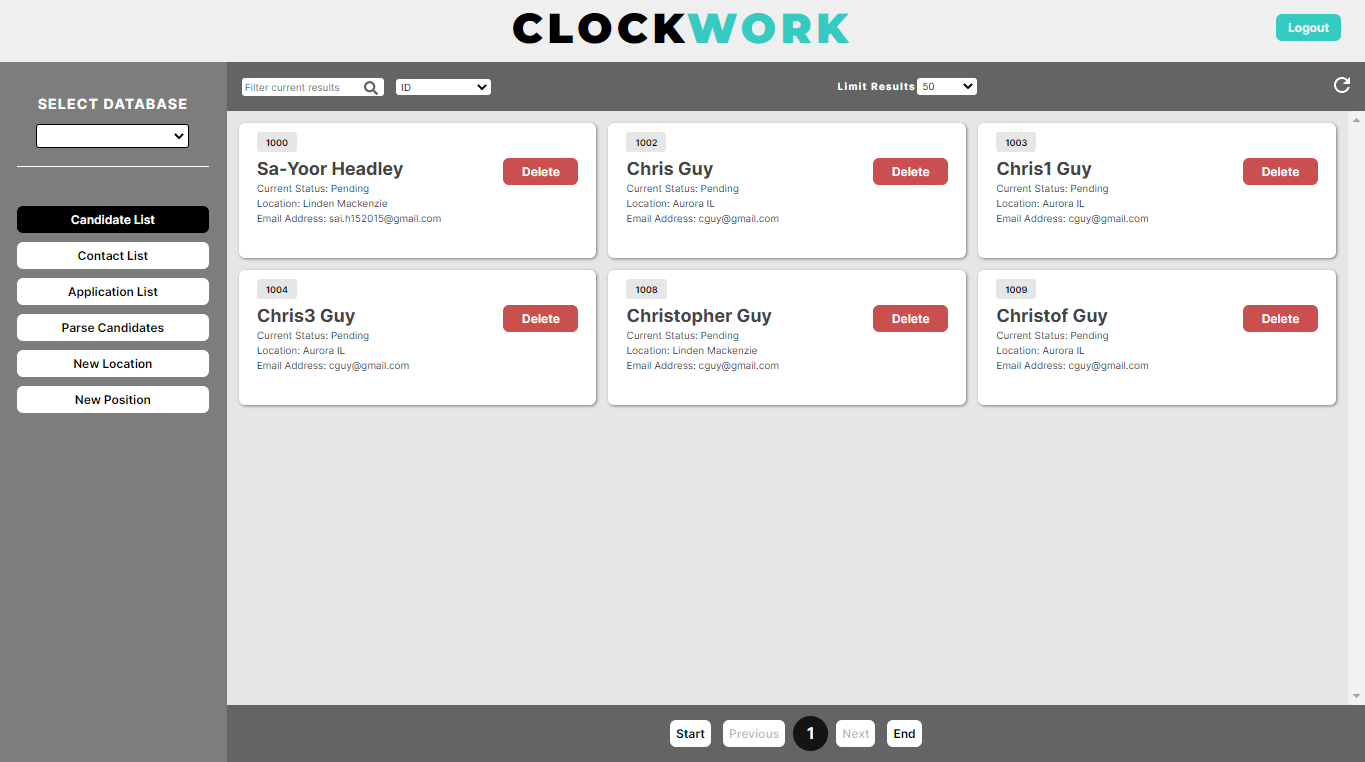 CLOCKWORK
Logout
SELECT DATABASE
Candidate List
Contact List
Application List
Parse Candidates
New Location
New Position
Filter current results
ID
Limit Results 50
1000
Sa-Yoor Headley
Current Status: Pending
Location: Linden Mackenzie
Email Address: sai.h152015@gmail.com
Delete
1002
Chris Guy
Current Status: Pending
Location: Aurora IL
Email Address: cguy@gmail.com
Delete
1003
Chris1 Guy
Current Status: Pending
Location: Aurora IL
Email Address: cguy@gmail.com
Delete
1004
Chris3 Guy
Current Status: Pending
Location: Aurora IL
Email Address: cguy@gmail.com
Delete
1008
Christopher Guy
Current Status: Pending
Location: Linden Mackenzie
Email Address: cguy@gmail.com
Delete
1009
Christof Guy
Current Status: Pending
Location: Aurora IL
Email Address: cguy@gmail.com
Delete
Start Previous 1 Next End